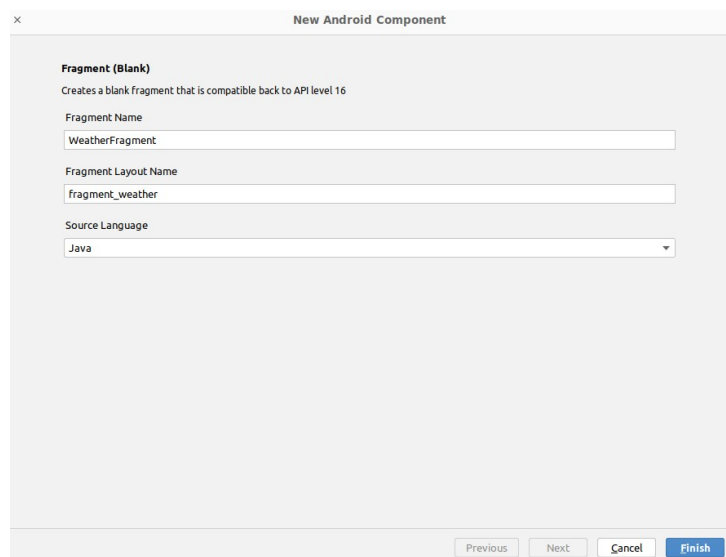 ×
New Android Component
Fragment (Blank)
Creates a blank fragment that is compatible back to API level 16
Fragment Name
WeatherFragment
Fragment Layout Name
fragment_weather
Source Language
Java
Previous Next Cancel Finish